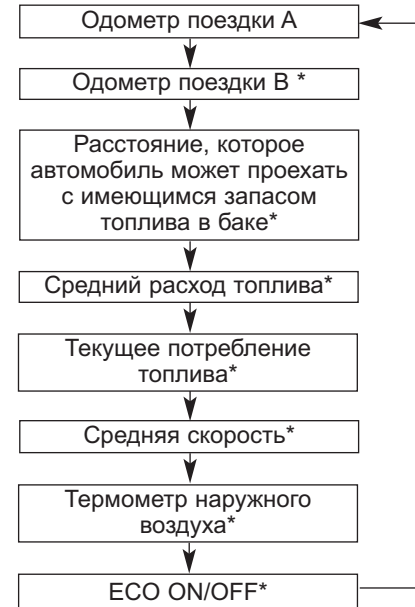 Одометр поездки А
Одометр поездки В *
Расстояние, которое
автомобиль может проехать
с имеющимся запасом
топлива в баке*
Средний расход топлива*
Текущее потребление
топлива*
Средняя скорость*
Термометр наружного
воздуха*
ECO ON/OFF*